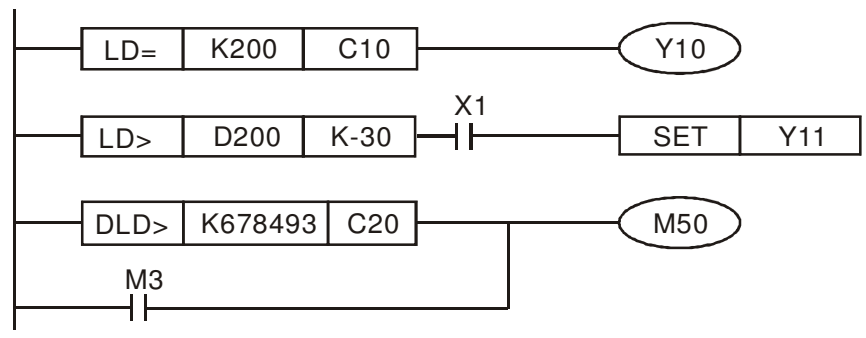 LD= K200 C10 Y10
X1
LD> D200 K-30 SET Y11
DLD> K678493 C20 M50
M3